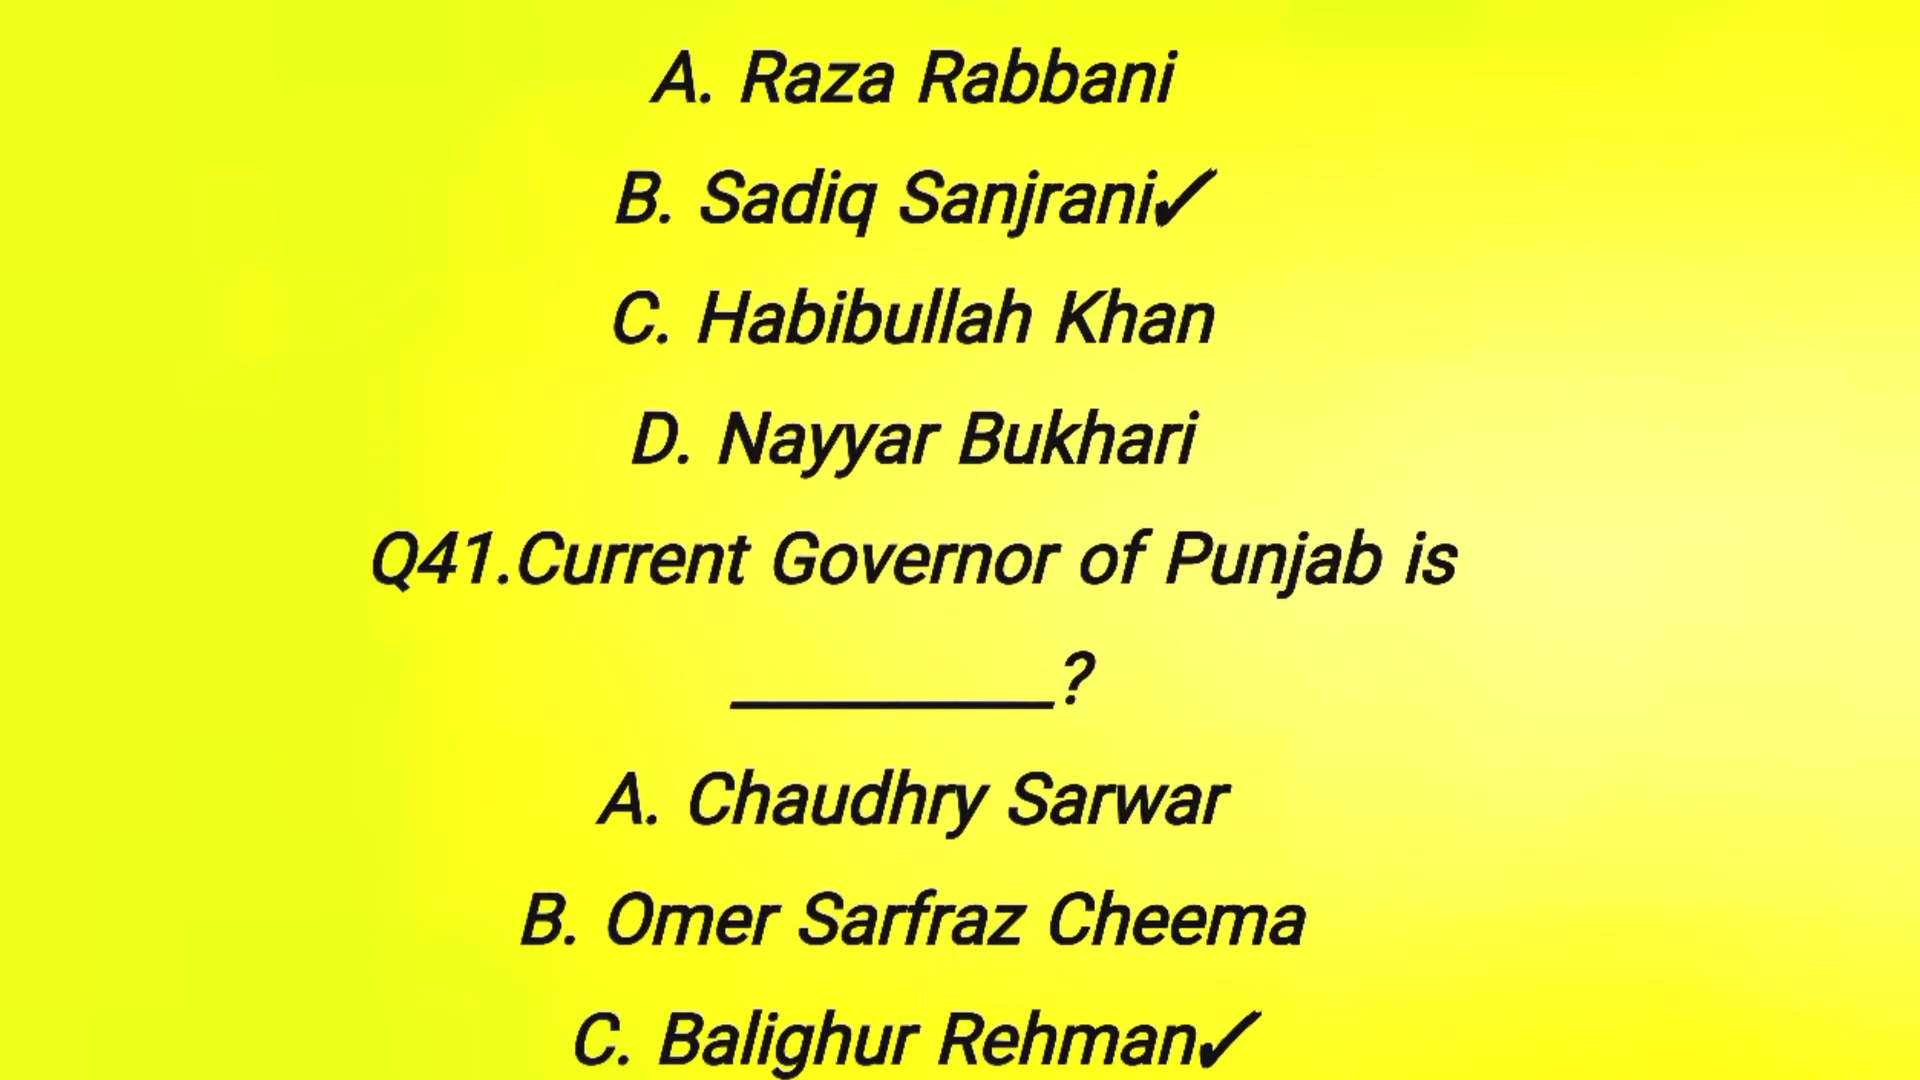 A. Raza Rabbani
B. Sadiq Sanjrani✓
C. Habibullah Khan
D. Nayyar Bukhari
Q41.Current Governor of Punjab is
__________?
A. Chaudhry Sarwar
B. Omer Sarfraz Cheema
C. Balighur Rehman✓